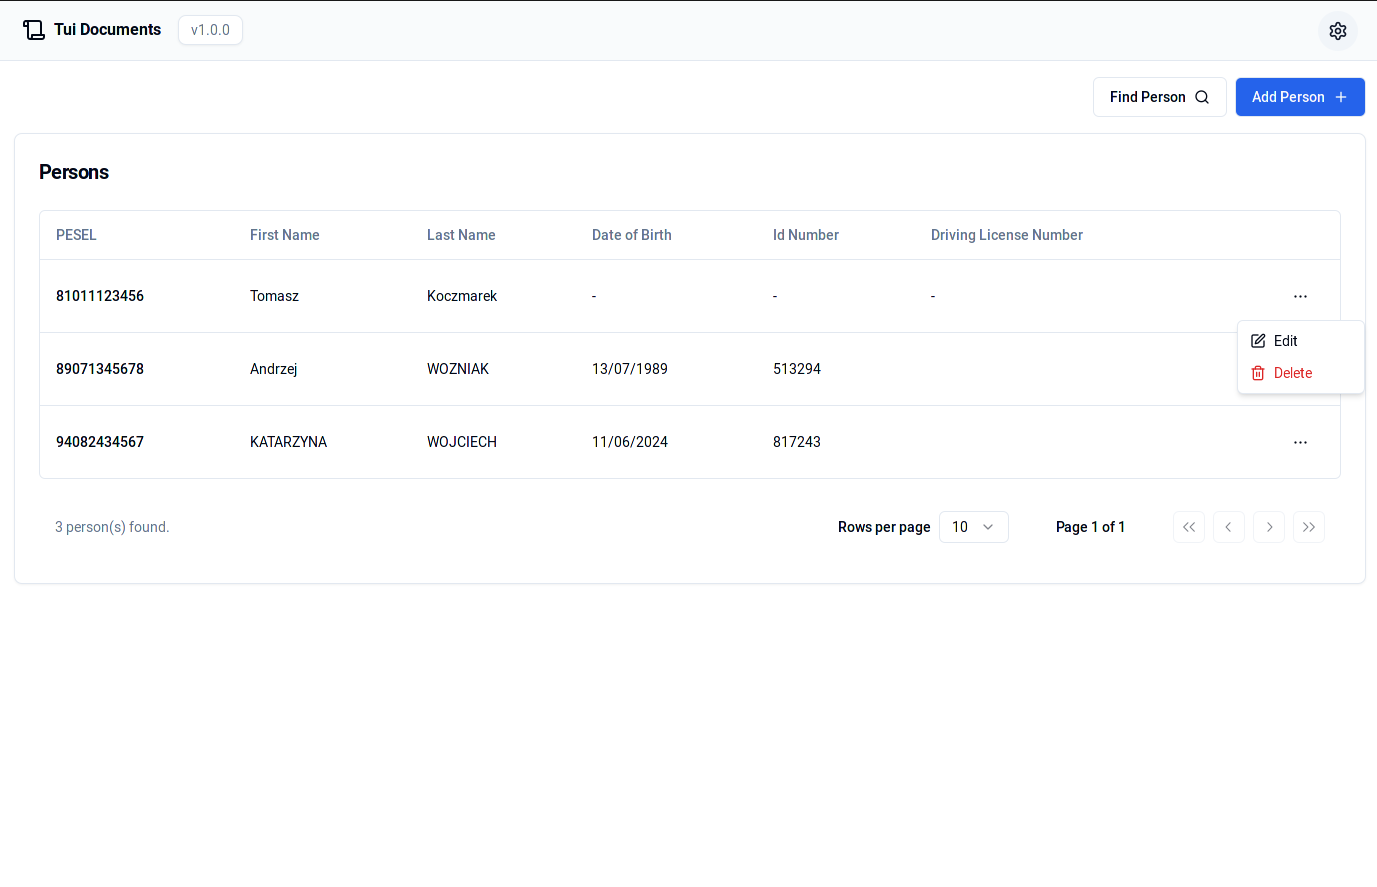 Tui Documents v1.0.0
Find Person Add Person
Persons
PESEL First Name Last Name Date of Birth Id Number Driving License Number
81011123456 Tomasz Koczmarek - - - ...
Edit
89071345678 Andrzej WOZNIAK 13/07/1989 513294
Delete
94082434567 KATARZYNA WOJCIECH 11/06/2024 817243 ...
3 person(s) found. Rows per page 10 Page 1 of 1